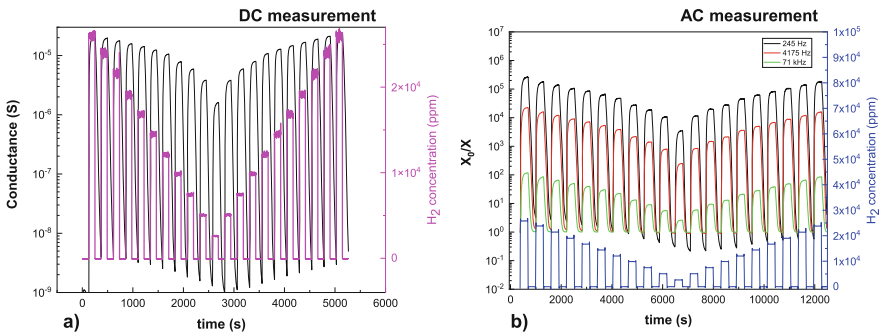 DC measurement
AC measurement
Conductance (S)
10⁻⁵
10⁻⁶
10⁻⁷
10⁻⁸
10⁻⁹
0
1000
2000
3000
4000
5000
6000
time (s)
a)
2×10⁴
1×10⁴
0
H₂ concentration (ppm)
X₀/X
10⁷
10⁶
10⁵
10⁴
10³
10²
10¹
10⁰
10⁻¹
10⁻²
245 Hz
4175 Hz
71 kHz
0
2000
4000
6000
8000
10000
12000
time (s)
b)
1x10⁵
9x10⁴
8x10⁴
7x10⁴
6x10⁴
5x10⁴
4x10⁴
3x10⁴
2x10⁴
1x10⁴
0
H₂ concentration (ppm)